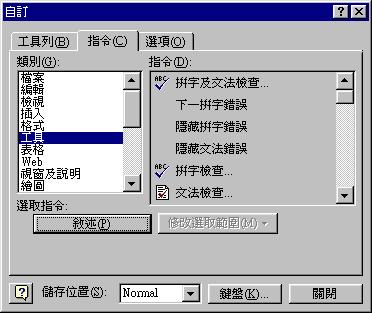 自訂
工具列(B) 指令(C) 選項(O)
類別(G): 指令(D):
檔案
編輯
檢視
插入
格式
工具
表格
Web
視窗及說明
繪圖
ABC 拼字及文法檢查...
下一拼字錯誤
隱藏拼字錯誤
隱藏文法錯誤
ABC 拼字檢查...
文法檢查...
選取指令:
敘述(P) 修改選取範圍(M)
儲存位置(S): Normal 鍵盤(K)... 關閉